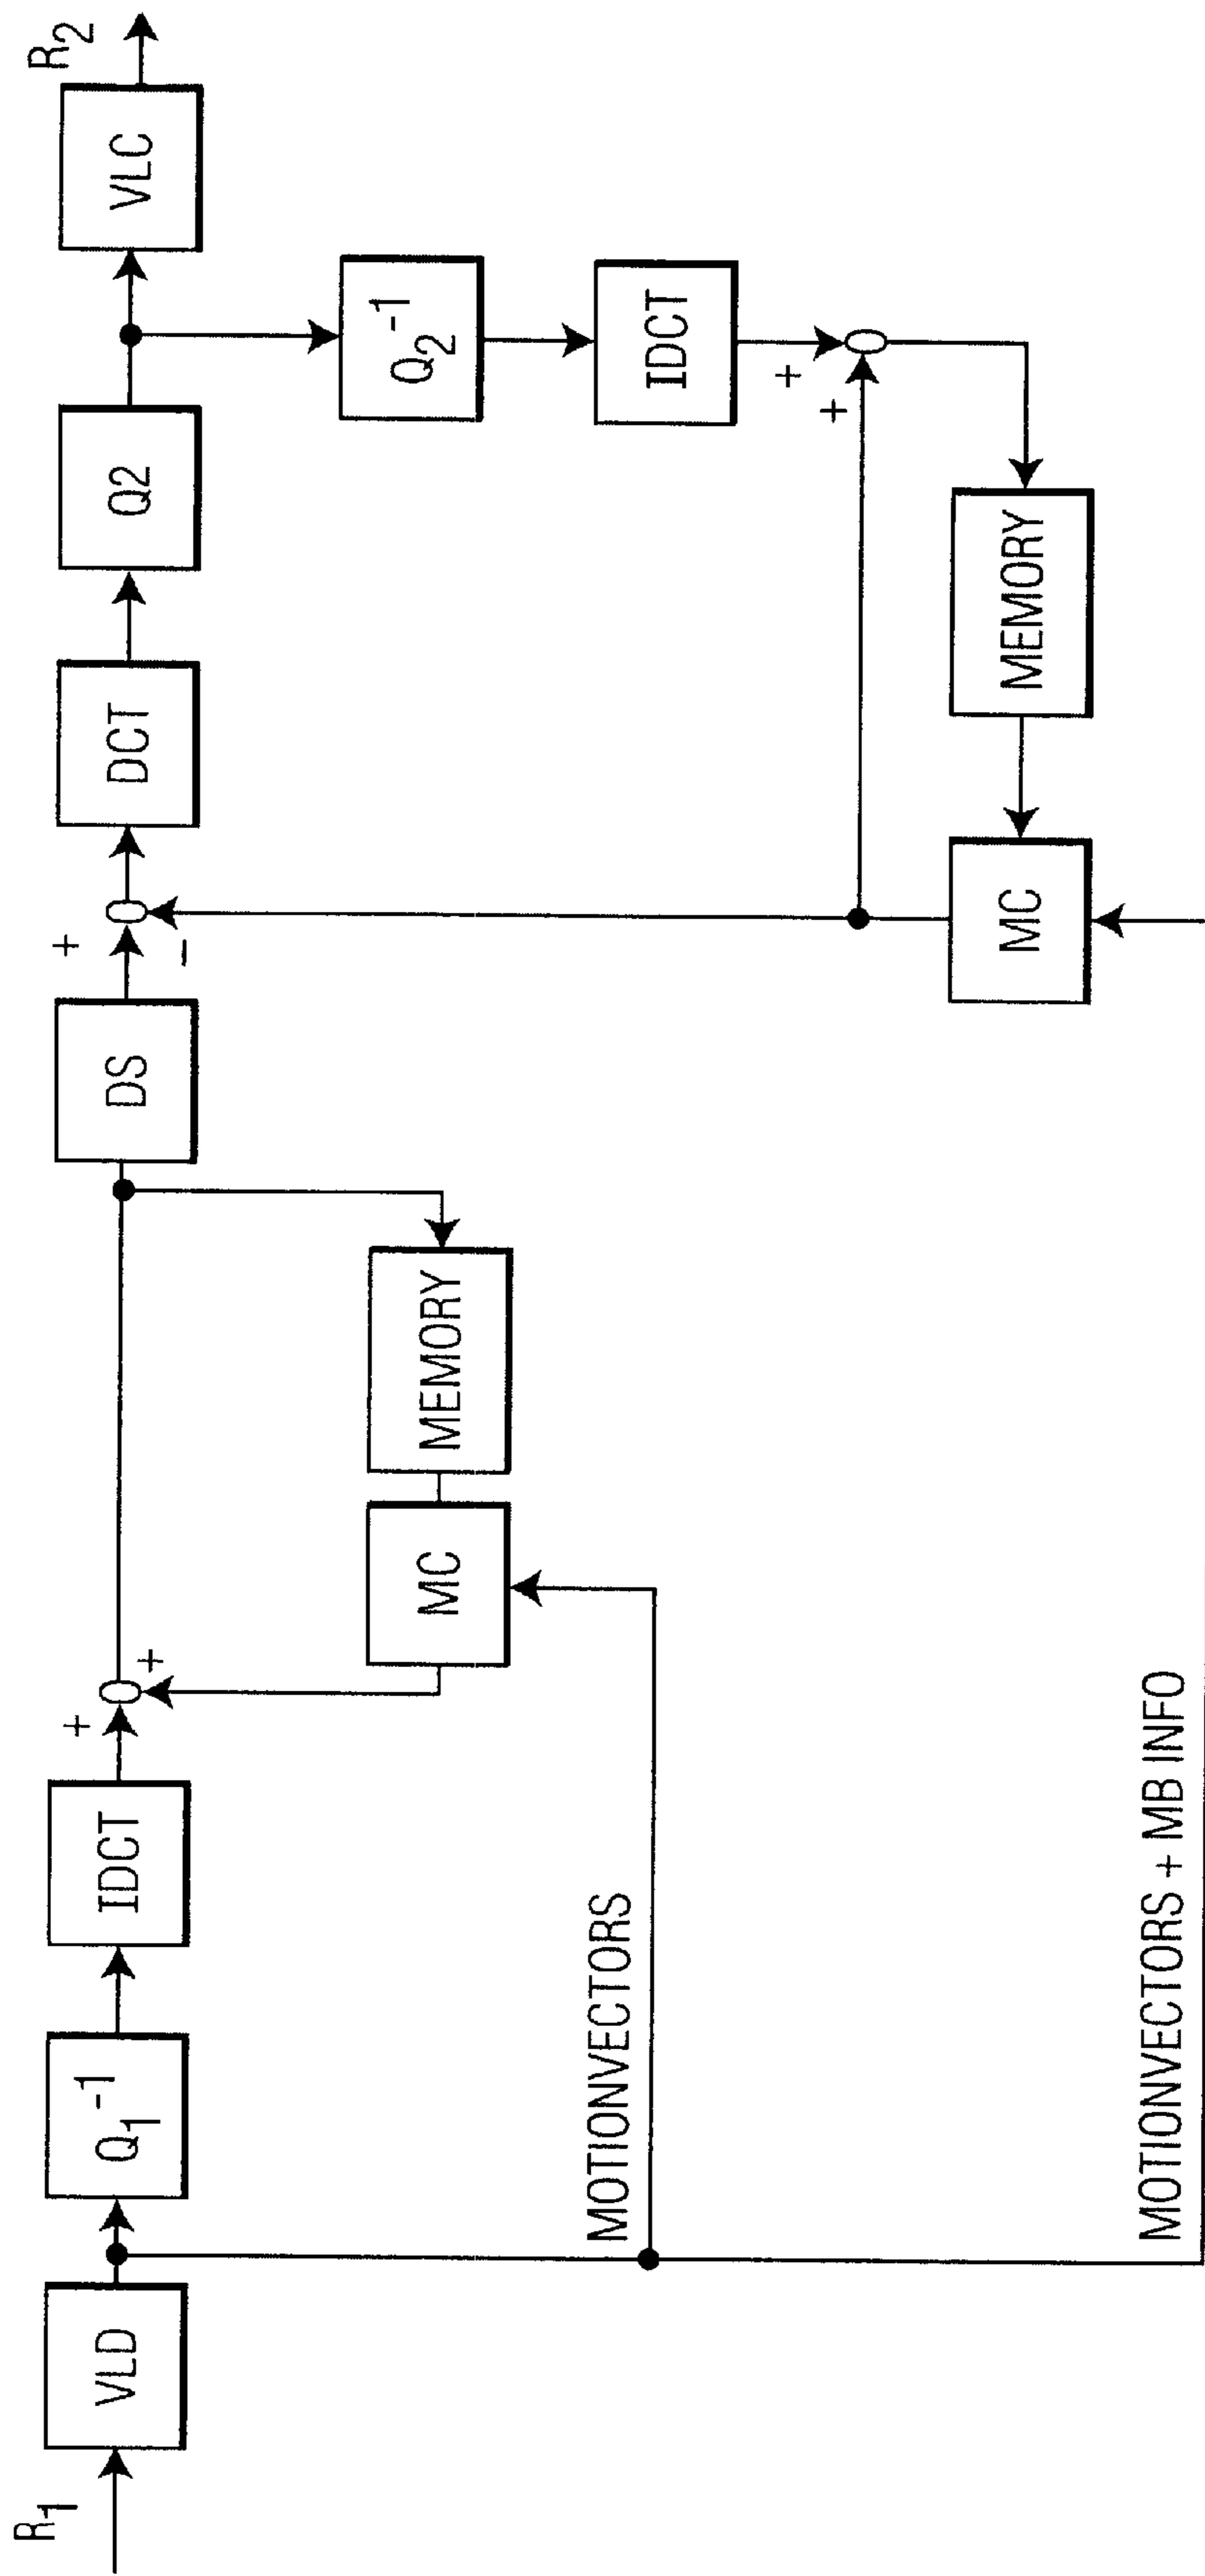 R1
VLD
Q1-1
IDCT
+
+
MC
MEMORY
DS
+
-
DCT
Q2
VLC
R2
Q2-1
IDCT
+
+
MEMORY
MC
MOTIONVECTORS
MOTIONVECTORS + MB INFO